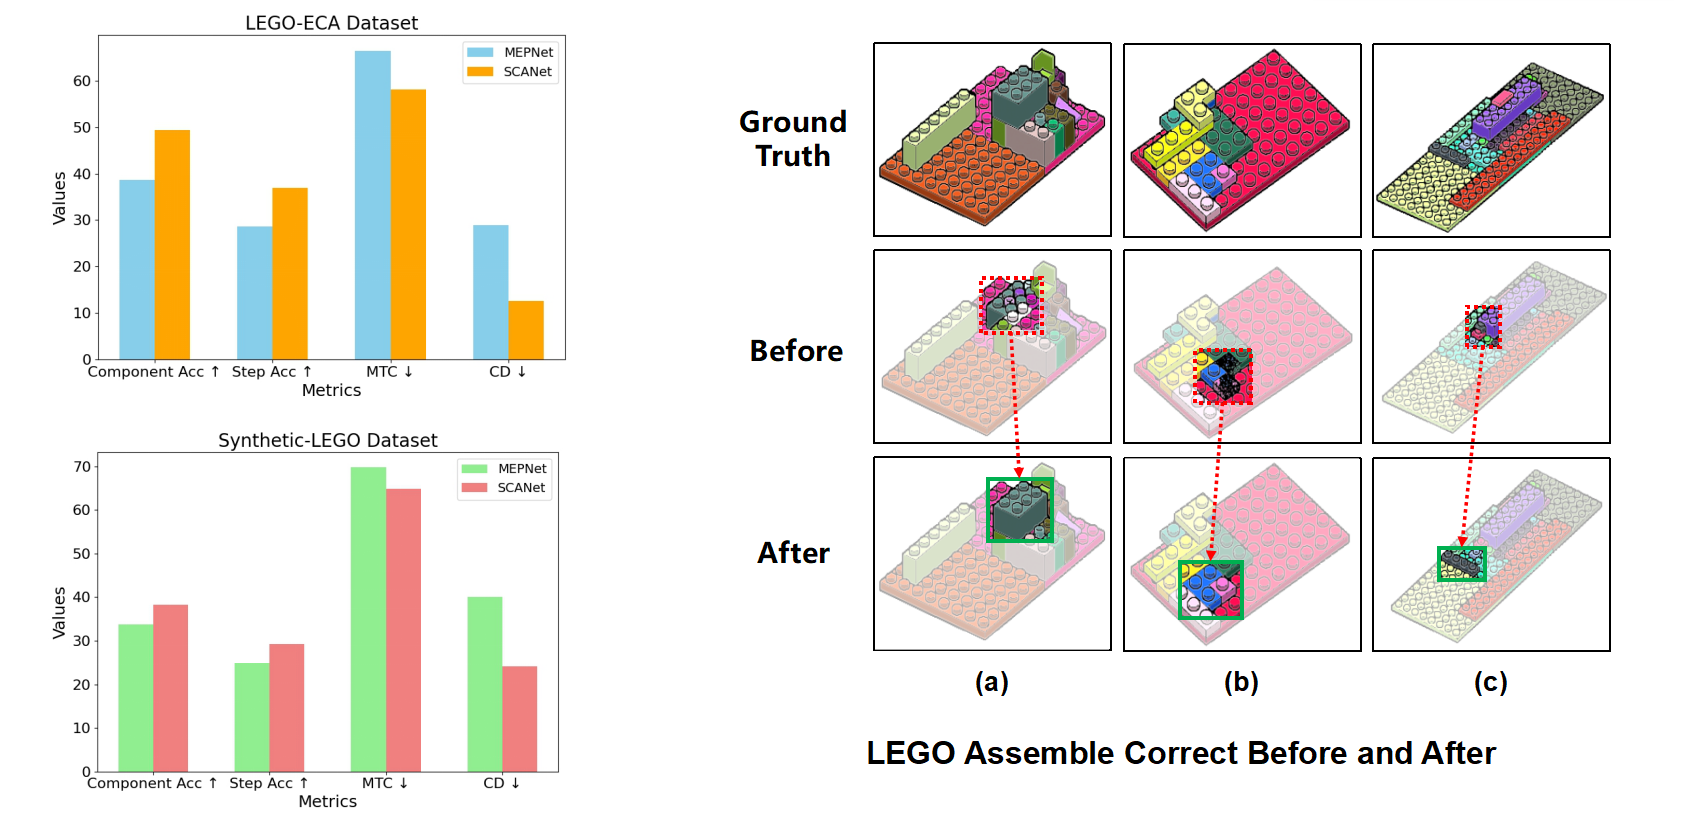 LEGO-ECA Dataset
MEPNet
SCANet
Values
60
50
40
30
20
10
0
Component Acc ↑
Step Acc ↑
MTC ↓
CD ↓
Metrics
Synthetic-LEGO Dataset
MEPNet
SCANet
Values
70
60
50
40
30
20
10
0
Component Acc ↑
Step Acc ↑
MTC ↓
CD ↓
Metrics
Ground
Truth
Before
After
(a)
(b)
(c)
LEGO Assemble Correct Before and After